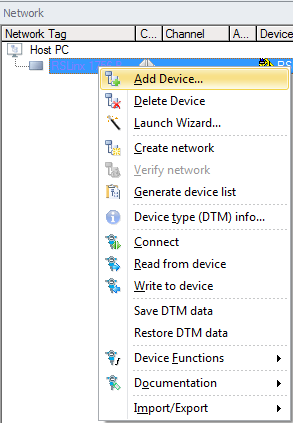 Network
Network Tag C... Channel A... Device
Host PC
Add Device...
Delete Device
Launch Wizard...
Create network
Verify network
Generate device list
Device type (DTM) info...
Connect
Read from device
Write to device
Save DTM data
Restore DTM data
Device Functions
Documentation
Import/Export